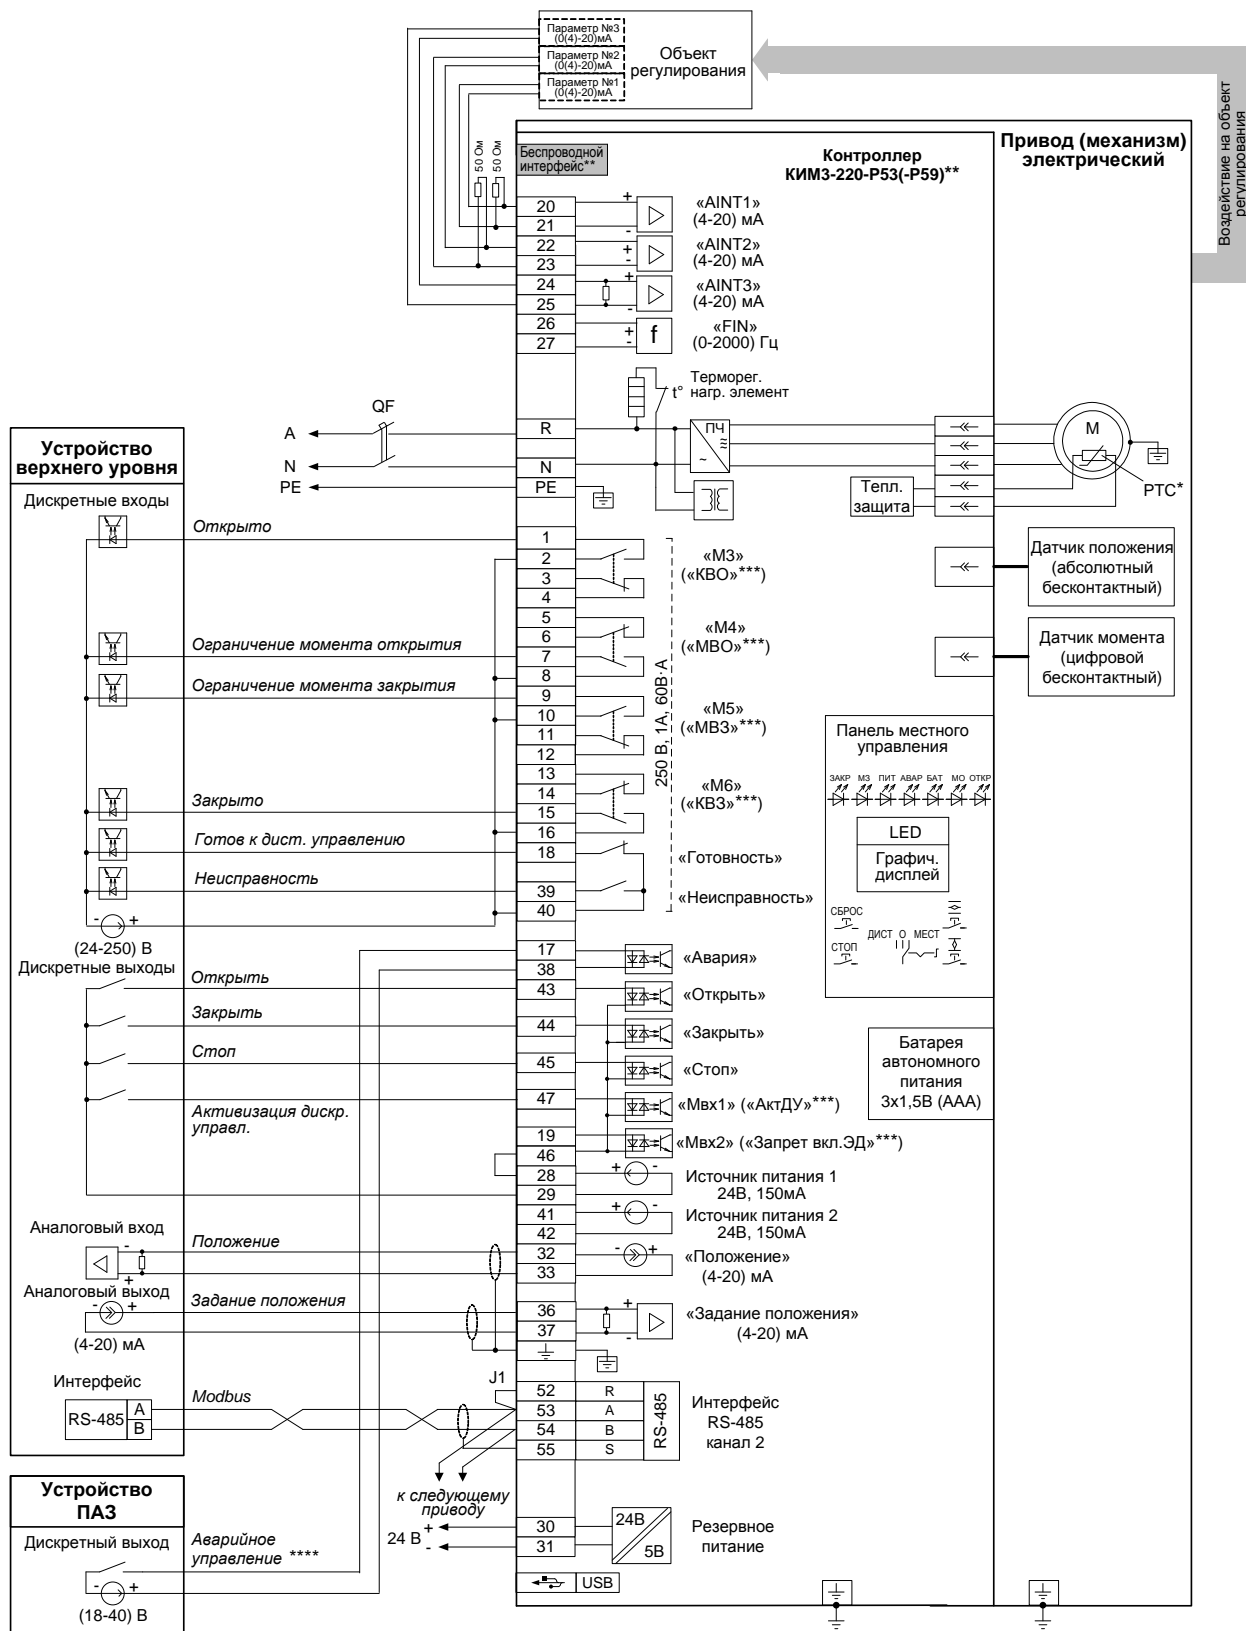 Параметр №3
(0(4)-20)мА
Параметр №2
(0(4)-20)мА
Параметр №1
(0(4)-20)мА
Объект
регулирования
Воздействие на объект
регулирования
50 Ом
50 Ом
Беспроводной
интерфейс**
Контроллер
КИМ3-220-Р53(-Р59)**
Привод (механизм)
электрический
20
21
22
23
24
25
26
27
+
-
«AINT1»
(4-20) мА
+
-
«AINT2»
(4-20) мА
+
-
«AINT3»
(4-20) мА
+
-
f
«FIN»
(0-2000) Гц
t°
Терморег.
нагр. элемент
QF
A
N
PE
R
N
PE
ПЧ
≈
~
M
PTC*
Тепл.
защита
Устройство
верхнего уровня
Дискретные входы
Открыто
Ограничение момента открытия
Ограничение момента закрытия
Закрыто
Готов к дист. управлению
Неисправность
- +
(24-250) В
1
2
3
4
5
6
7
8
9
10
11
12
13
14
15
16
18
39
40
«М3»
(«КВО»***)
«М4»
(«МВО»***)
«М5»
(«МВЗ»***)
«М6»
(«КВЗ»***)
250 В, 1А, 60В·А
«Готовность»
«Неисправность»
Датчик положения
(абсолютный
бесконтактный)
Датчик момента
(цифровой
бесконтактный)
Панель местного
управления
ЗАКР МЗ ПИТ АВАР БАТ МО ОТКР
LED
Графич.
дисплей
СБРОС
СТОП
ДИСТ О МЕСТ
Батарея
автономного
питания
3х1,5В (ААА)
Дискретные выходы
Открыть
Закрыть
Стоп
Активизация дискр.
управл.
17
38
43
44
45
47
19
46
28
29
41
42
32
33
36
37
«Авария»
«Открыть»
«Закрыть»
«Стоп»
«Мвх1» («АктДУ»***)
«Мвх2» («Запрет вкл.ЭД»***)
+ -
Источник питания 1
24В, 150мА
+ -
Источник питания 2
24В, 150мА
- +
«Положение»
(4-20) мА
+
-
«Задание положения»
(4-20) мА
Аналоговый вход
-
+
Положение
Аналоговый выход
- +
Задание положения
(4-20) мА
Интерфейс
RS-485
A
B
Modbus
J1
52 R
53 A
54 B
55 S
RS-485
Интерфейс
RS-485
канал 2
к следующему
приводу
24 В
+
-
30
31
24В
5В
Резервное
питание
USB
Устройство
ПАЗ
Дискретный выход
Аварийное
управление ****
- +
(18-40) В